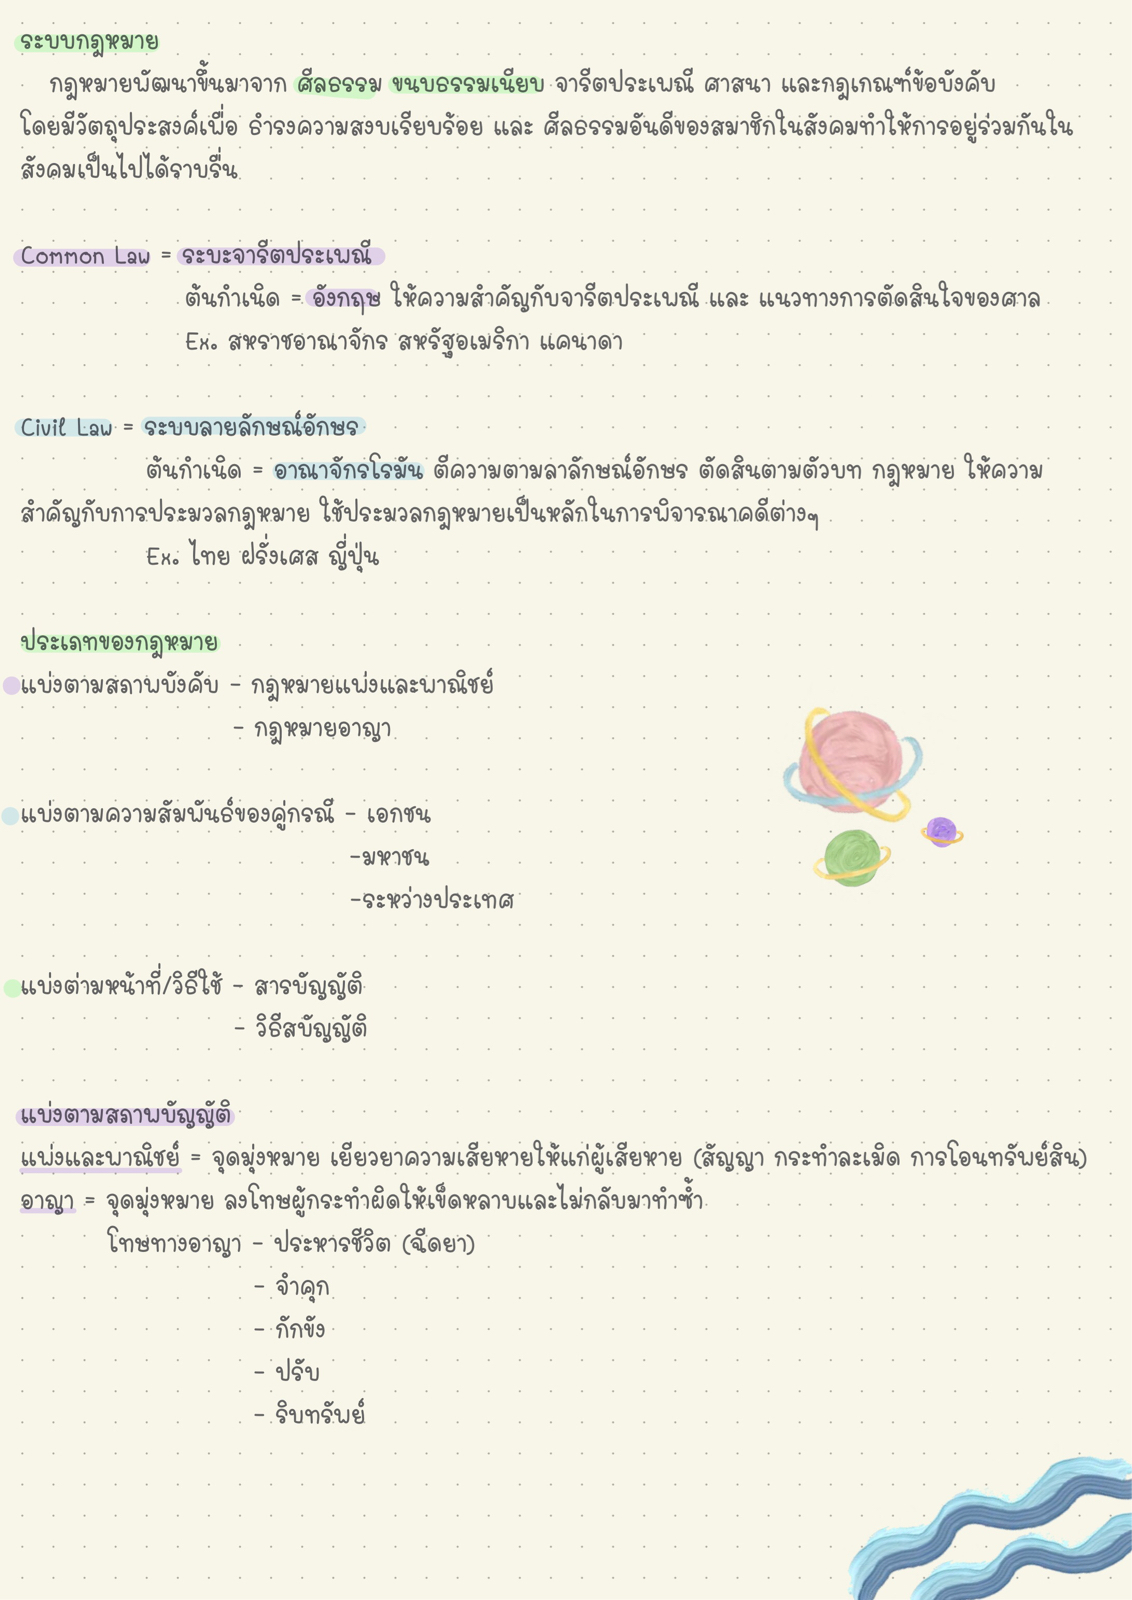 ระบบกฎหมาย
กฎหมายพัฒนาขึ้นมาจาก ศีลธรรม ขนบธรรมเนียบ จารีตประเพณี ศาสนา และกฎเกณฑ์ข้อบังคับ
โดยมีวัตถุประสงค์เพื่อ ธำรงความสงบเรียบร้อย และ ศีลธรรมอันดีของสมาชิกในสังคมทำให้การอยู่ร่วมกันใน
สังคมเป็นไปได้ราบรื่น
Common Law = ระบะจารีตประเพณี
ต้นกำเนิด = อังกฤษ ให้ความสำคัญกับจารีตประเพณี และ แนวทางการตัดสินใจของศาล
Ex. สหราชอาณาจักร สหรัฐอเมริกา แคนาดา
Civil Law = ระบบลายลักษณ์อักษร
ต้นกำเนิด = อาณาจักรโรมัน ตีความตามลาลักษณ์อักษร ตัดสินตามตัวบท กฎหมาย ให้ความ
สำคัญกับการประมวลกฎหมาย ใช้ประมวลกฎหมายเป็นหลักในการพิจารณาคดีต่างๆ
Ex. ไทย ฝรั่งเศส ญี่ปุ่น
ประเภทของกฎหมาย
แบ่งตามสภาพบังคับ - กฎหมายแพ่งและพาณิชย์
- กฎหมายอาญา
แบ่งตามความสัมพันธ์ของคู่กรณี - เอกชน
-มหาชน
-ระหว่างประเทศ
แบ่งต่ามหน้าที่/วิธีใช้ - สารบัญญัติ
- วิธีสบัญญัติ
แบ่งตามสภาพบัญญัติ
แพ่งและพาณิชย์ = จุดมุ่งหมาย เยียวยาความเสียหายให้แก่ผู้เสียหาย (สัญญา กระทำละเมิด การโอนทรัพย์สิน)
อาญา = จุดมุ่งหมาย ลงโทษผู้กระทำผิดให้เข็ดหลาบและไม่กลับมาทำซ้ำ
โทษทางอาญา - ประหารชีวิต (ฉีดยา)
- จำคุก
- กักขัง
- ปรับ
- ริบทรัพย์